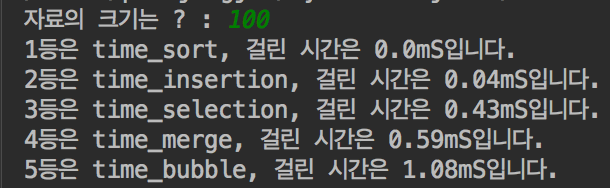 자료의 크기는 ? : 100
1등은 time_sort, 걸린 시간은 0.0mS입니다.
2등은 time_insertion, 걸린 시간은 0.04mS입니다.
3등은 time_selection, 걸린 시간은 0.43mS입니다.
4등은 time_merge, 걸린 시간은 0.59mS입니다.
5등은 time_bubble, 걸린 시간은 1.08mS입니다.